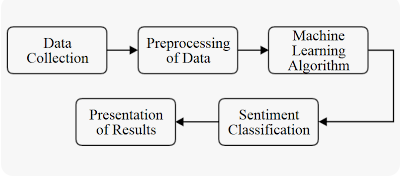 Data
Collection
Preprocessing
of Data
Machine
Learning
Algorithm
Sentiment
Classification
Presentation
of Results